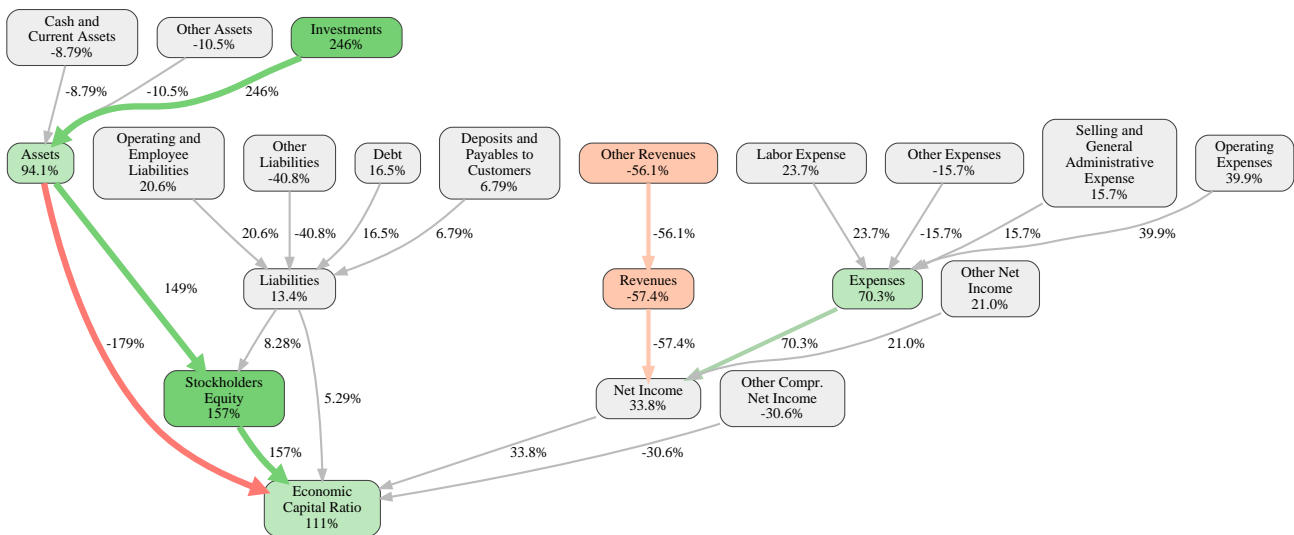 Cash and
Current Assets
-8.79%
Other Assets
-10.5%
Investments
246%
-8.79%
-10.5%
246%
Assets
94.1%
Operating and
Employee
Liabilities
20.6%
Other
Liabilities
-40.8%
Debt
16.5%
Deposits and
Payables to
Customers
6.79%
Other Revenues
-56.1%
Labor Expense
23.7%
Other Expenses
-15.7%
Selling and
General
Administrative
Expense
15.7%
Operating
Expenses
39.9%
20.6%
-40.8%
16.5%
6.79%
-56.1%
23.7%
-15.7%
15.7%
39.9%
149%
Liabilities
13.4%
Revenues
-57.4%
Expenses
70.3%
Other Net
Income
21.0%
-179%
8.28%
-57.4%
70.3%
21.0%
Stockholders
Equity
157%
5.29%
Net Income
33.8%
Other Compr.
Net Income
-30.6%
157%
33.8%
-30.6%
Economic
Capital Ratio
111%